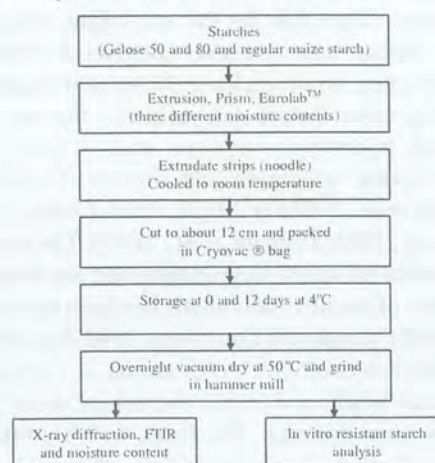 Starches
(Gelose 50 and 80 and regular maize starch)
Extrusion, Prism, Eurolab™
(three different moisture contents)
Extrudate strips (noodle)
Cooled to room temperature
Cut to about 12 cm and packed
in Cryovac ® bag
Storage at 0 and 12 days at 4°C
Overnight vacuum dry at 50°C and grind
in hammer mill
X-ray diffraction, FTIR
and moisture content
In vitro resistant starch
analysis